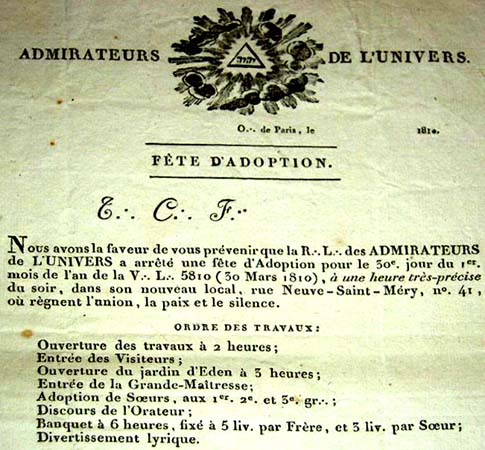 ADMIRATEURS DE L'UNIVERS.
יהוה
O∴ de Paris, le 1810.
FÊTE D'ADOPTION.
T∴ C∴ F∴
Nous avons la faveur de vous prévenir que la R∴ L∴ des ADMIRATEURS
de L'UNIVERS a arrêté une fête d'Adoption pour le 30e. jour du 1er.
mois de l'an de la V∴ L∴ 5810 (30 Mars 1810), à une heure très-précise
du soir, dans son nouveau local, rue Neuve-Saint-Méry, no. 41,
où règnent l'union, la paix et le silence.
ORDRE DES TRAVAUX:
Ouverture des travaux à 2 heures;
Entrée des Visiteurs;
Ouverture du jardin d'Eden à 3 heures;
Entrée de la Grande-Maîtresse;
Adoption de Sœurs, aux 1er. 2e. et 3e. gr∴;
Discours de l'Orateur;
Banquet à 6 heures, fixé à 5 liv. par Frère, et 3 liv. par Sœur;
Divertissement lyrique.